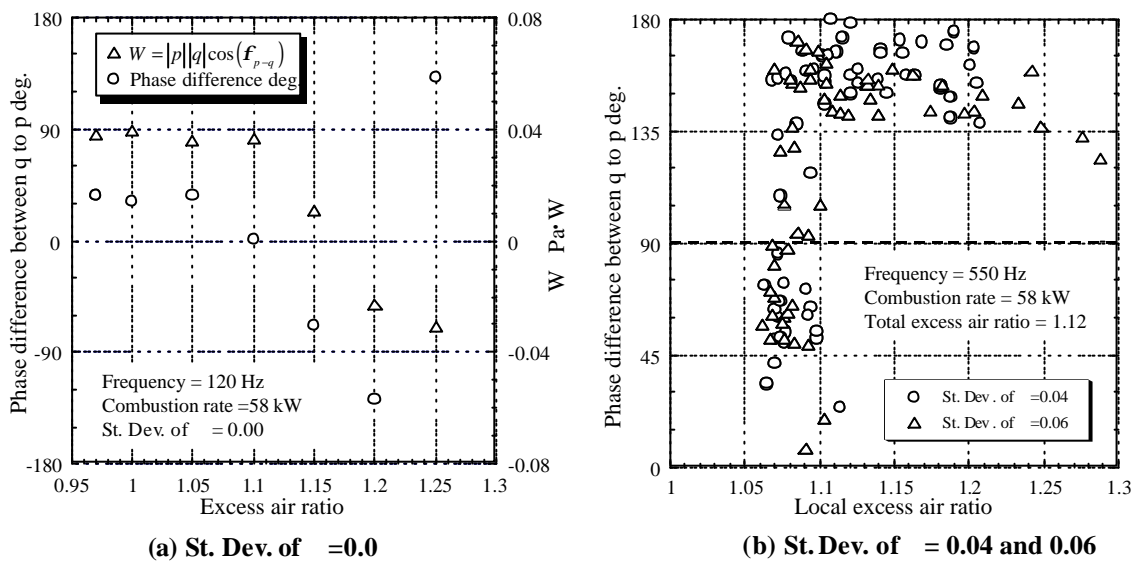 Phase difference between q to p deg.
180
90
0
-90
-180
W = |p||q|cos(f p-q)
Phase difference deg.
Frequency = 120 Hz
Combustion rate =58 kW
St. Dev. of =0.00
0.08
0.04
0
-0.04
-0.08
W Pa•W
0.95 1 1.05 1.1 1.15 1.2 1.25 1.3
Excess air ratio
(a) St. Dev. of =0.0
Phase difference between q to p deg.
180
135
90
45
0
Frequency = 550 Hz
Combustion rate = 58 kW
Total excess air ratio = 1.12
St. Dev. of =0.04
St. Dev. of =0.06
1 1.05 1.1 1.15 1.2 1.25 1.3
Local excess air ratio
(b) St. Dev. of = 0.04 and 0.06